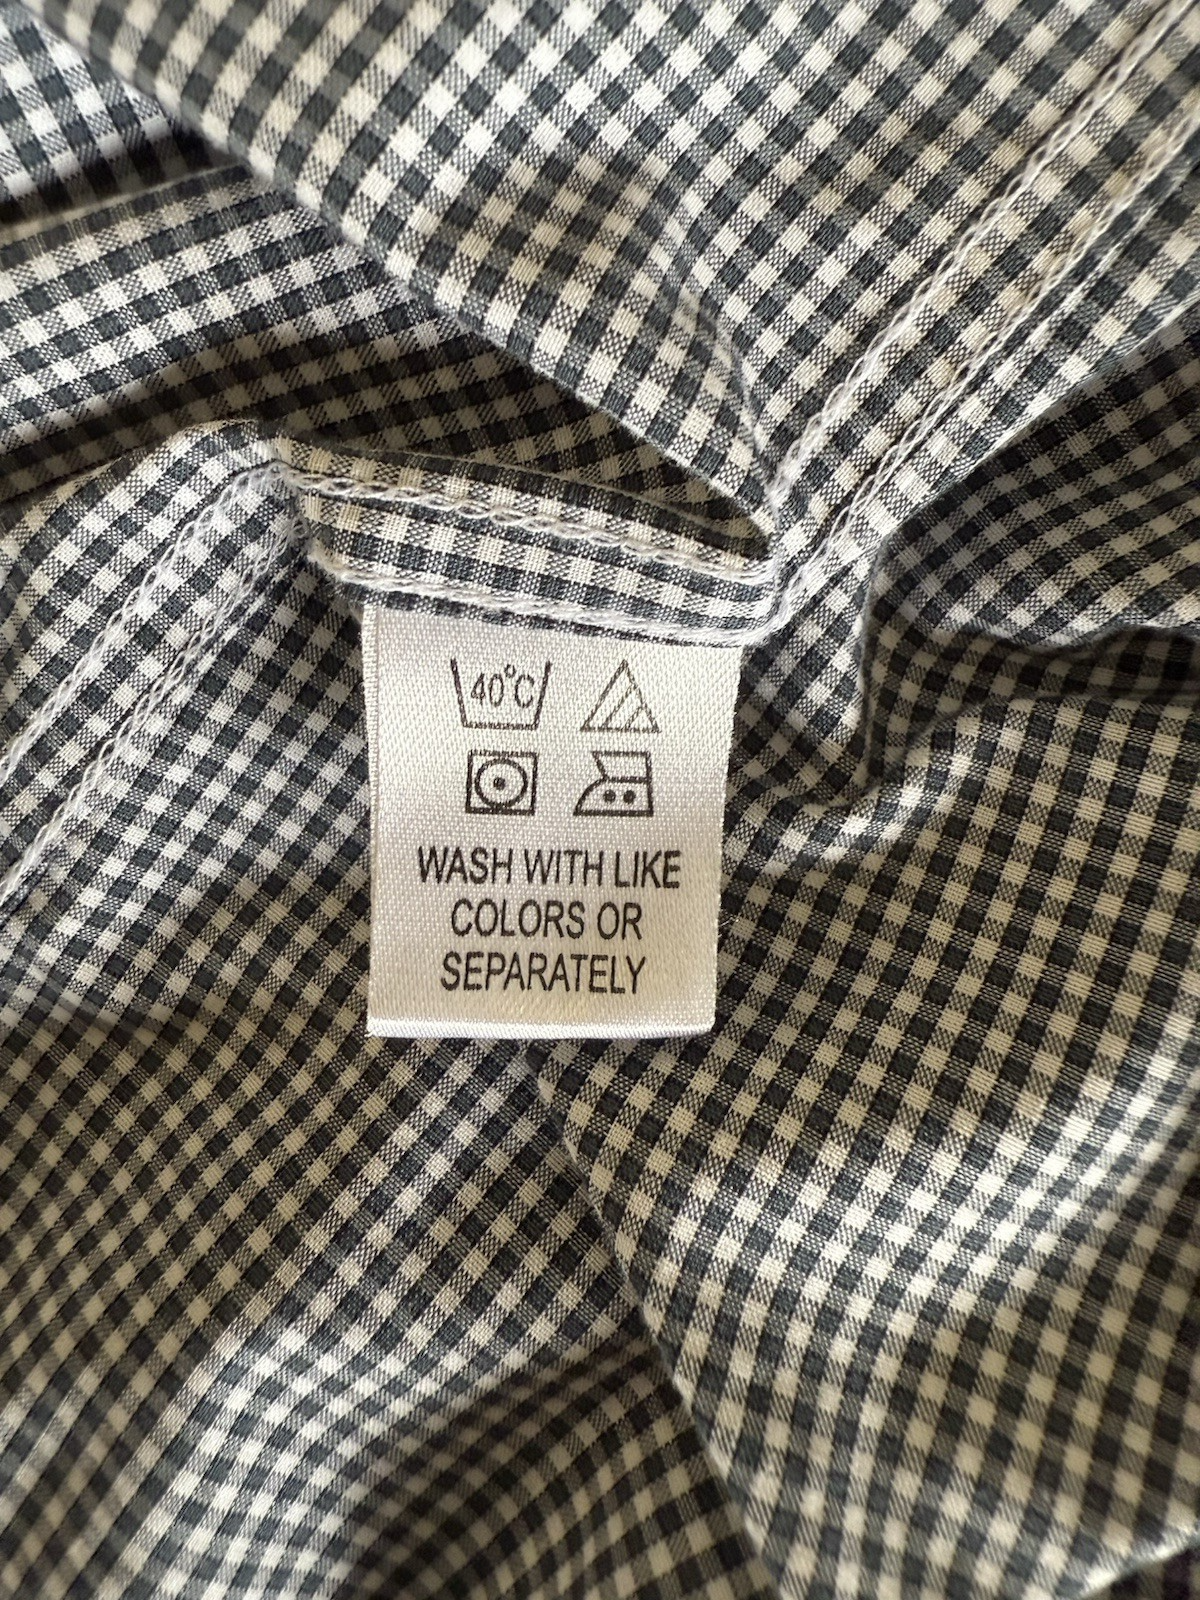 40°C
WASH WITH LIKE
COLORS OR
SEPARATELY